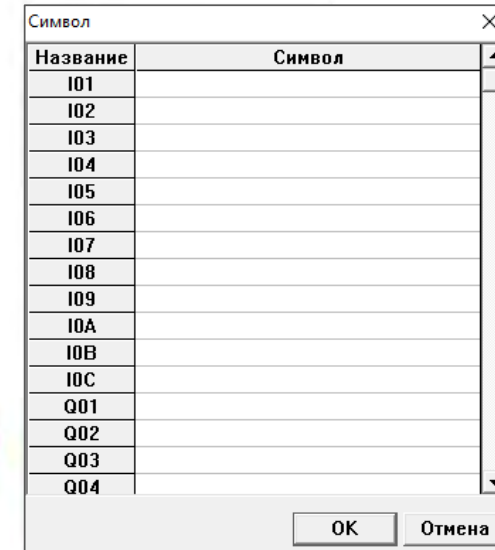 Символ
Название Символ
I01
I02
I03
I04
I05
I06
I07
I08
I09
I0A
I0B
I0C
Q01
Q02
Q03
Q04
OK Отмена